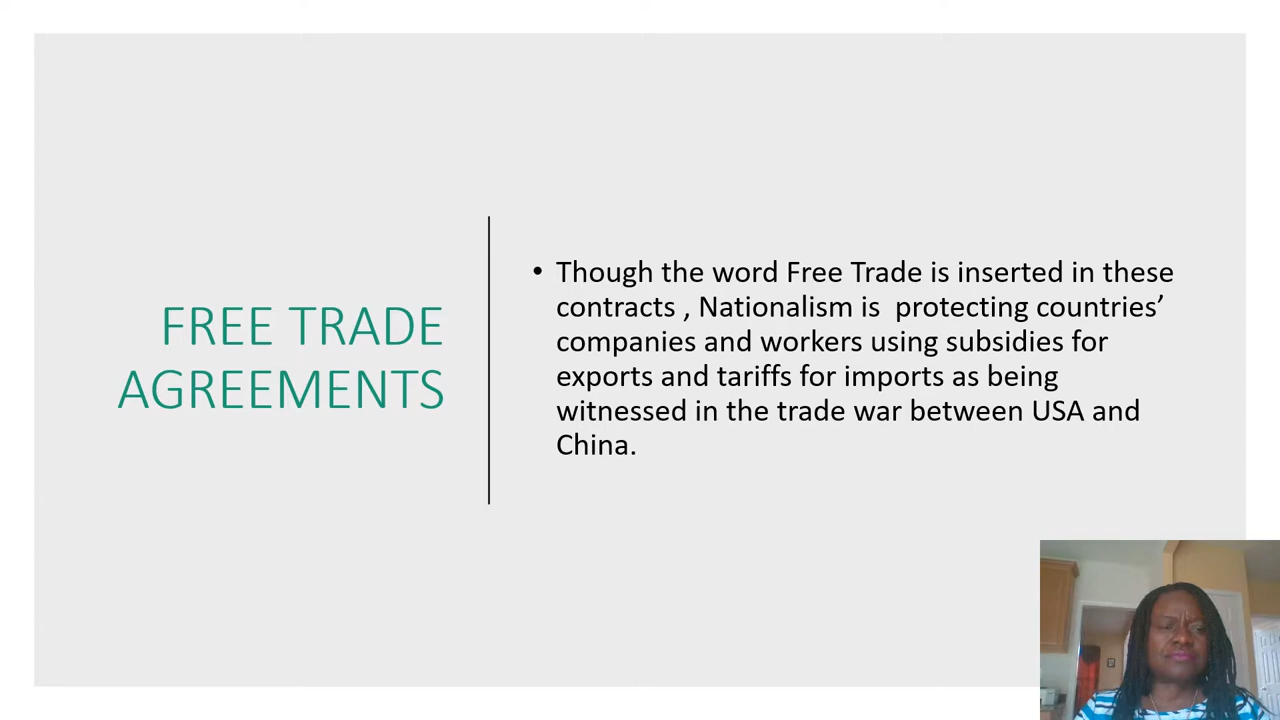 FREE TRADE
AGREEMENTS
• Though the word Free Trade is inserted in these
contracts , Nationalism is  protecting countries’
companies and workers using subsidies for
exports and tariffs for imports as being
witnessed in the trade war between USA and
China.